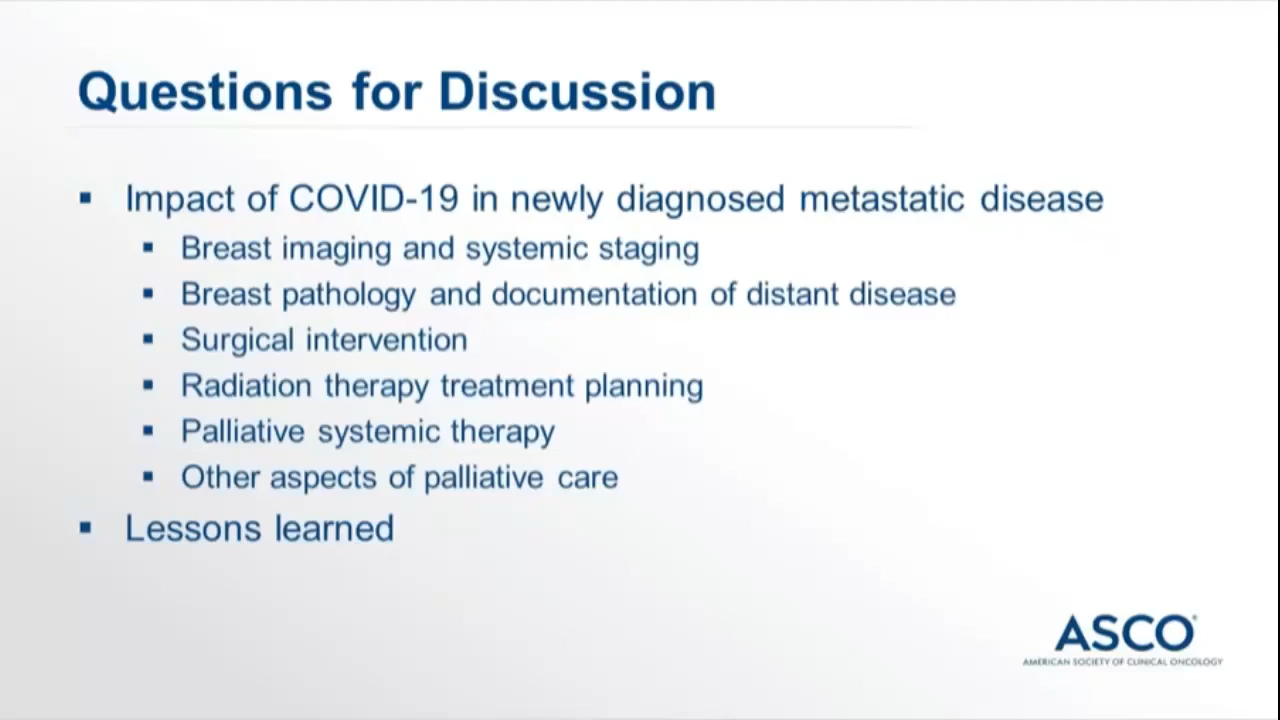 Questions for Discussion
▪ Impact of COVID-19 in newly diagnosed metastatic disease
▪ Breast imaging and systemic staging
▪ Breast pathology and documentation of distant disease
▪ Surgical intervention
▪ Radiation therapy treatment planning
▪ Palliative systemic therapy
▪ Other aspects of palliative care
▪ Lessons learned
ASCO®
AMERICAN SOCIETY OF CLINICAL ONCOLOGY